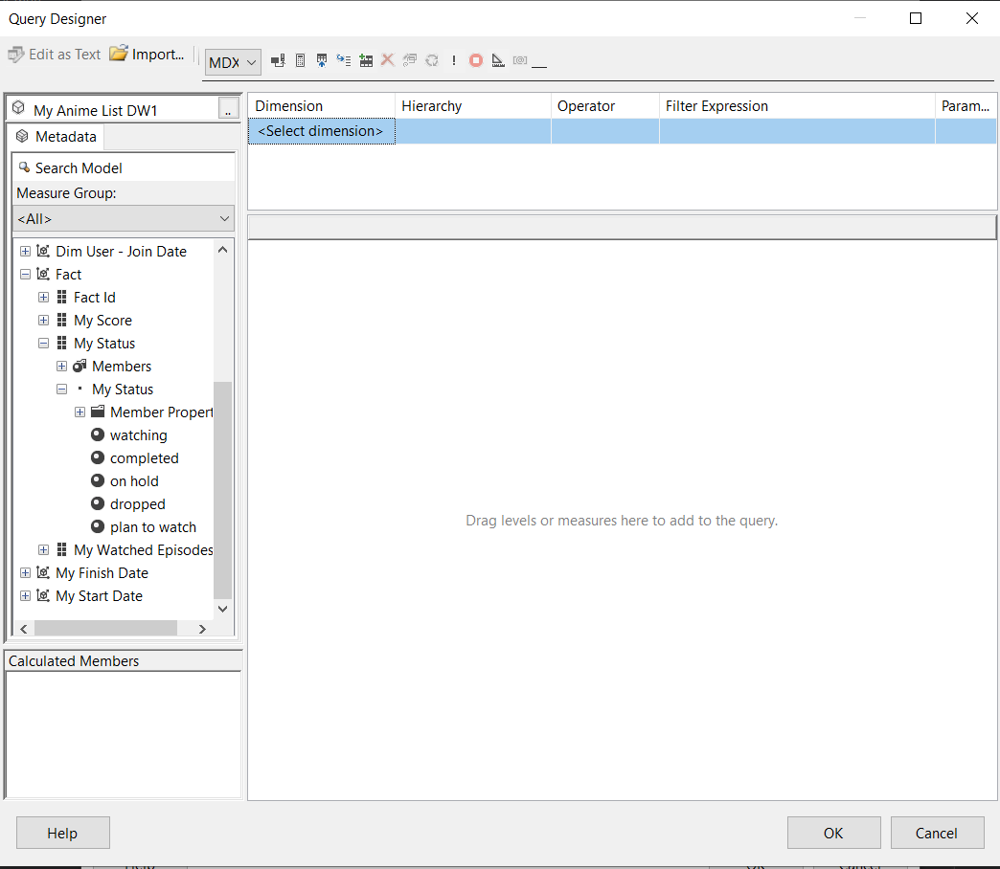 Query Designer
Edit as Text Import... MDX !
My Anime List DW1 ..
Metadata
Search Model
Measure Group:
<All>
Dim User - Join Date
Fact
Fact Id
My Score
My Status
Members
My Status
Member Propert
watching
completed
on hold
dropped
plan to watch
My Watched Episodes
My Finish Date
My Start Date
Calculated Members
Dimension Hierarchy Operator Filter Expression Param...
<Select dimension>
Drag levels or measures here to add to the query.
Help OK Cancel